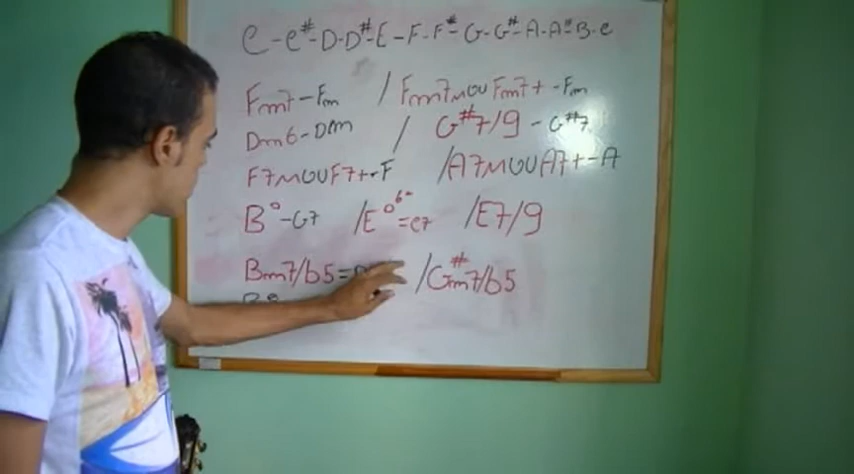 C-C#-D-D#-E-F-F#-G-G#-A-A#-B-C
Fm7-Fm / Fm7M OU Fm7+ -Fm
Dm6-Dm / G#7/9 - G#7
F7M OU F7+-F / A7M OU A7+-A
B°-G7 /E° = C7 /E7/9
Bm7/b5= / G#m7/b5